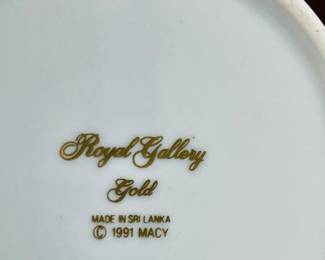 Royal Gallery
Gold
MADE IN SRI LANKA
© 1991 MACY